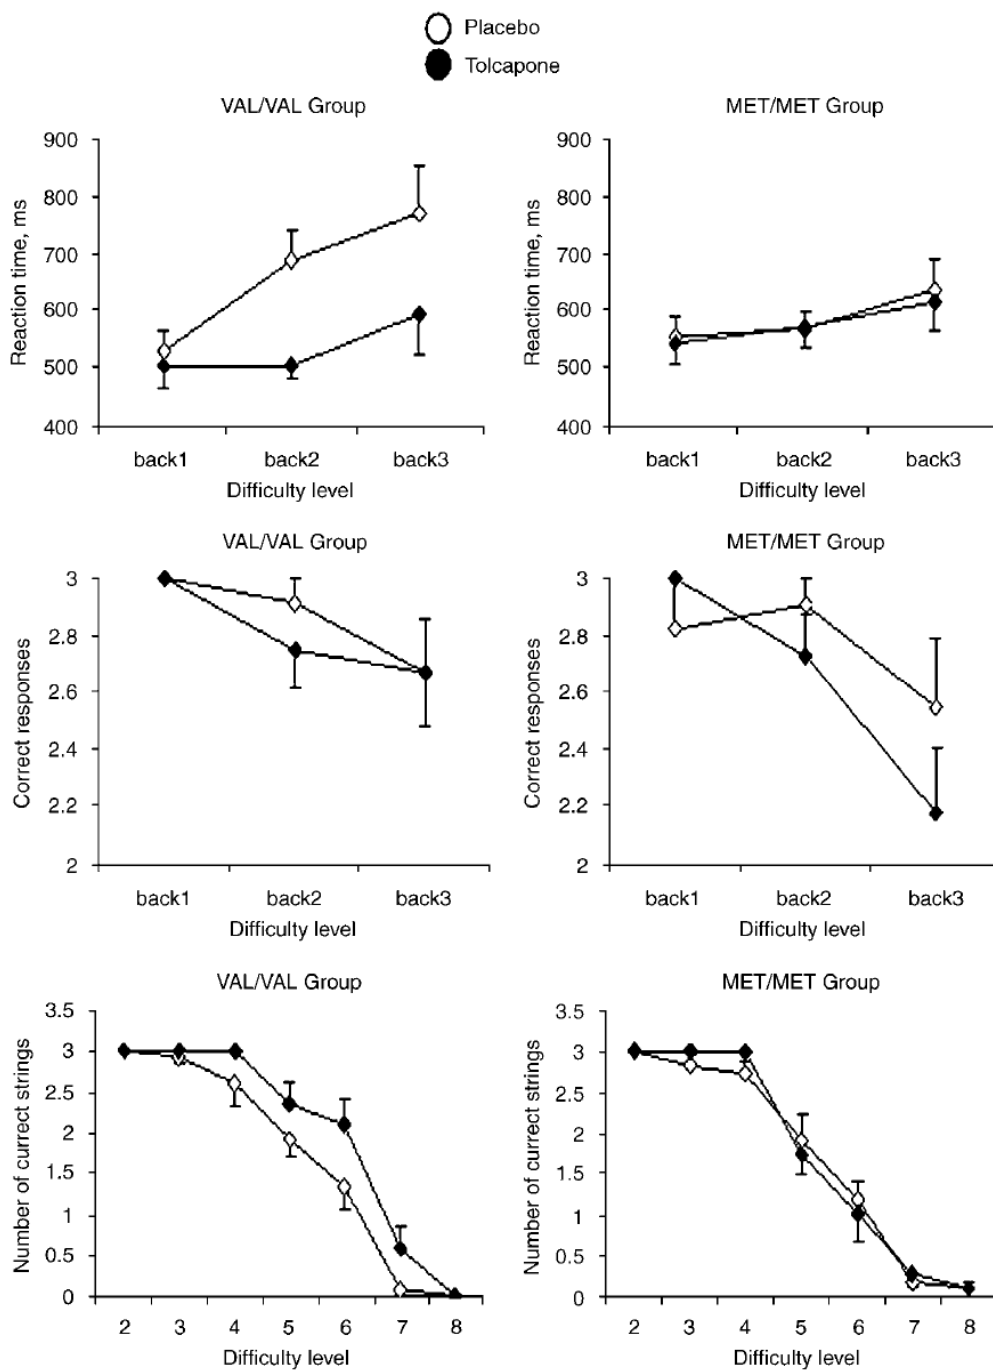 Placebo
Tolcapone
VAL/VAL Group
900
800
700
600
500
400
Reaction time, ms
back1 back2 back3
Difficulty level
MET/MET Group
900
800
700
600
500
400
Reaction time, ms
back1 back2 back3
Difficulty level
VAL/VAL Group
3
2.8
2.6
2.4
2.2
2
Correct responses
back1 back2 back3
Difficulty level
MET/MET Group
3
2.8
2.6
2.4
2.2
2
Correct responses
back1 back2 back3
Difficulty level
VAL/VAL Group
3.5
3
2.5
2
1.5
1
0.5
0
Number of currect strings
2 3 4 5 6 7 8
Difficulty level
MET/MET Group
3.5
3
2.5
2
1.5
1
0.5
0
Number of currect strings
2 3 4 5 6 7 8
Difficulty level